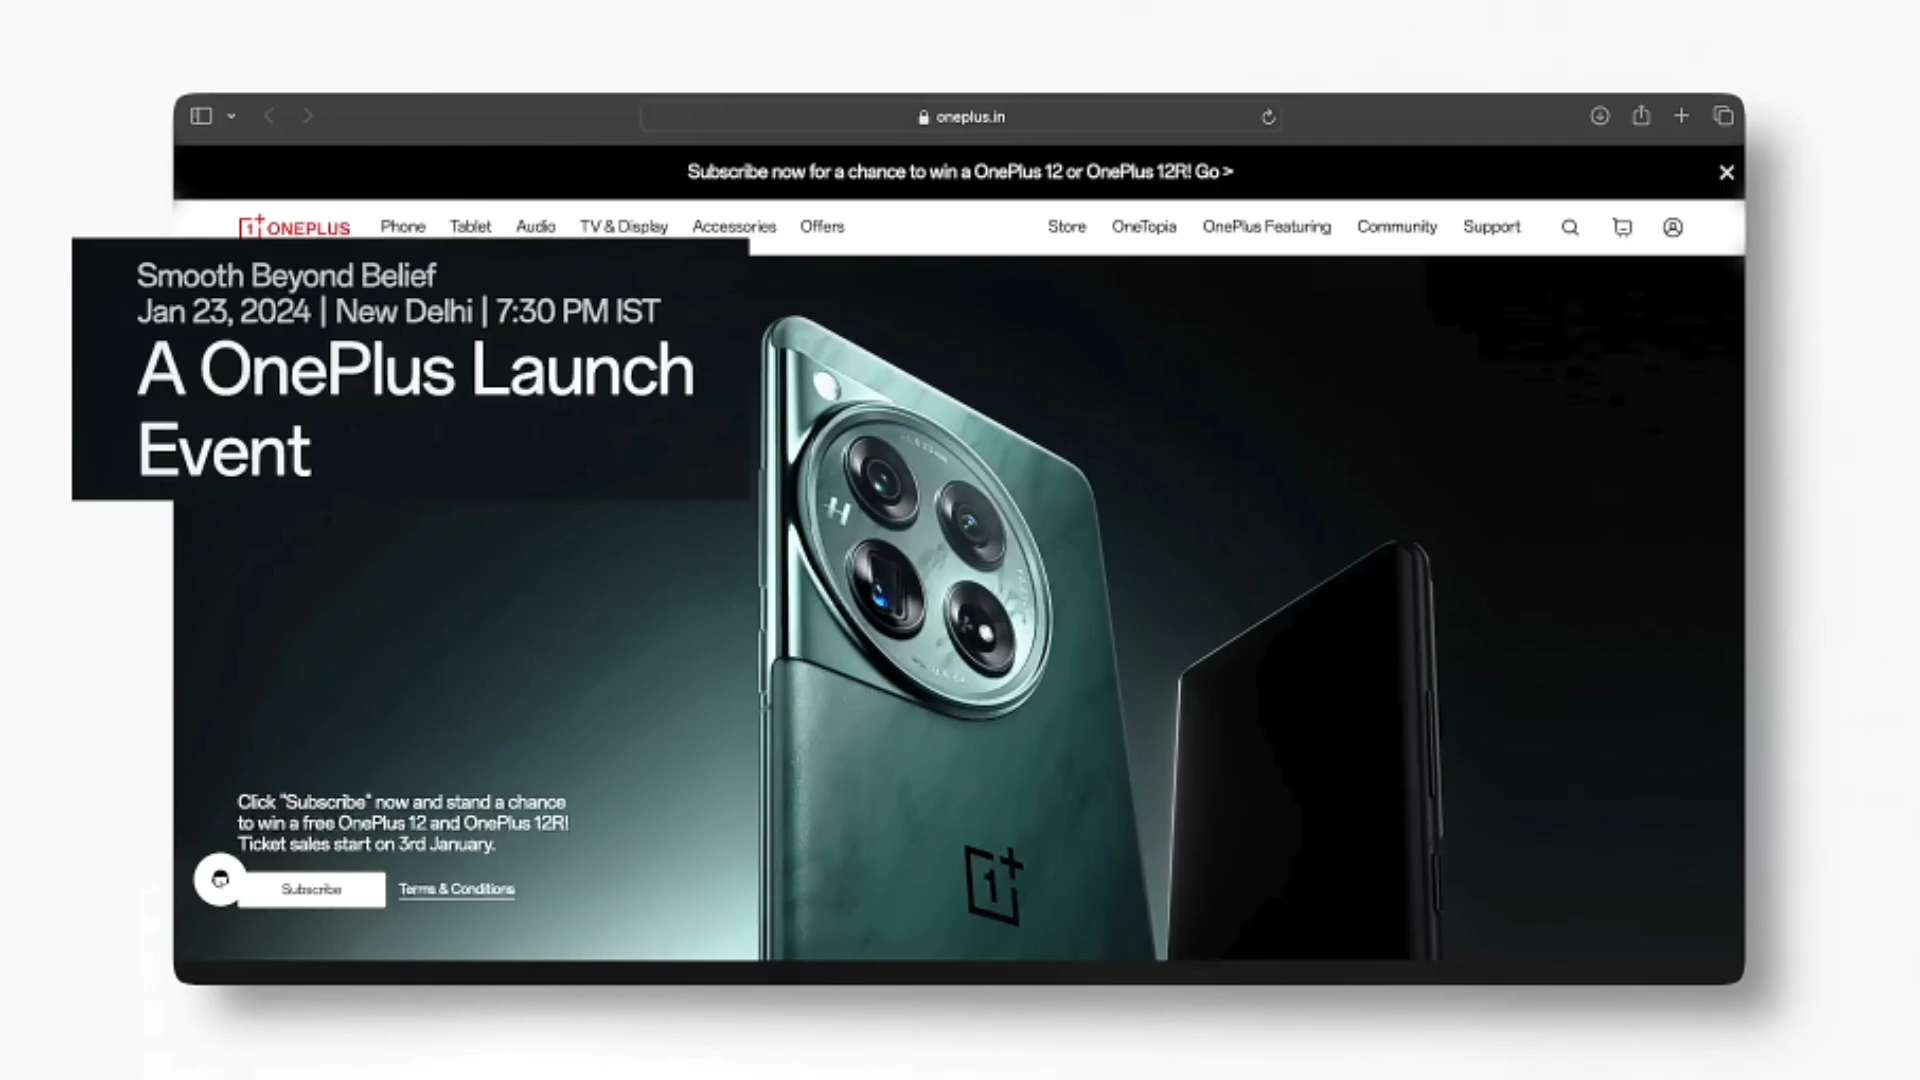 oneplus.in
Subscribe now for a chance to win a OnePlus 12 or OnePlus 12R! Go >
ONEPLUS Phone Tablet Audio TV & Display Accessories Offers Store OneTopia OnePlus Featuring Community Support
Smooth Beyond Belief
Jan 23, 2024 | New Delhi | 7:30 PM IST
A OnePlus Launch
Event
H
Click "Subscribe" now and stand a chance
to win a free OnePlus 12 and OnePlus 12R!
Ticket sales start on 3rd January.
Subscribe Terms & Conditions